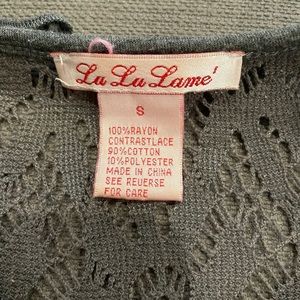 La La Lame'
S
100%RAYON
CONTRASTLACE
90%COTTON
10%POLYESTER
MADE IN CHINA
SEE REVERSE
FOR CARE